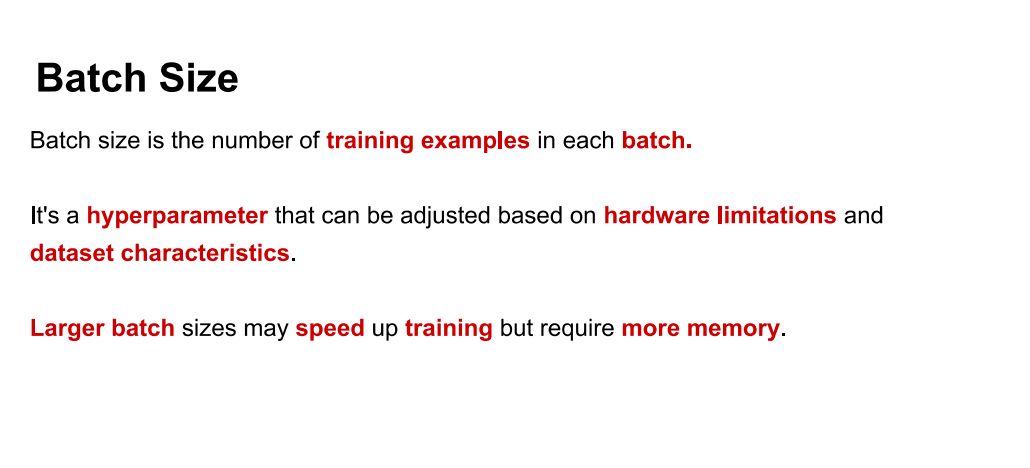 Batch Size
Batch size is the number of training examples in each batch.
It's a hyperparameter that can be adjusted based on hardware limitations and
dataset characteristics.
Larger batch sizes may speed up training but require more memory.